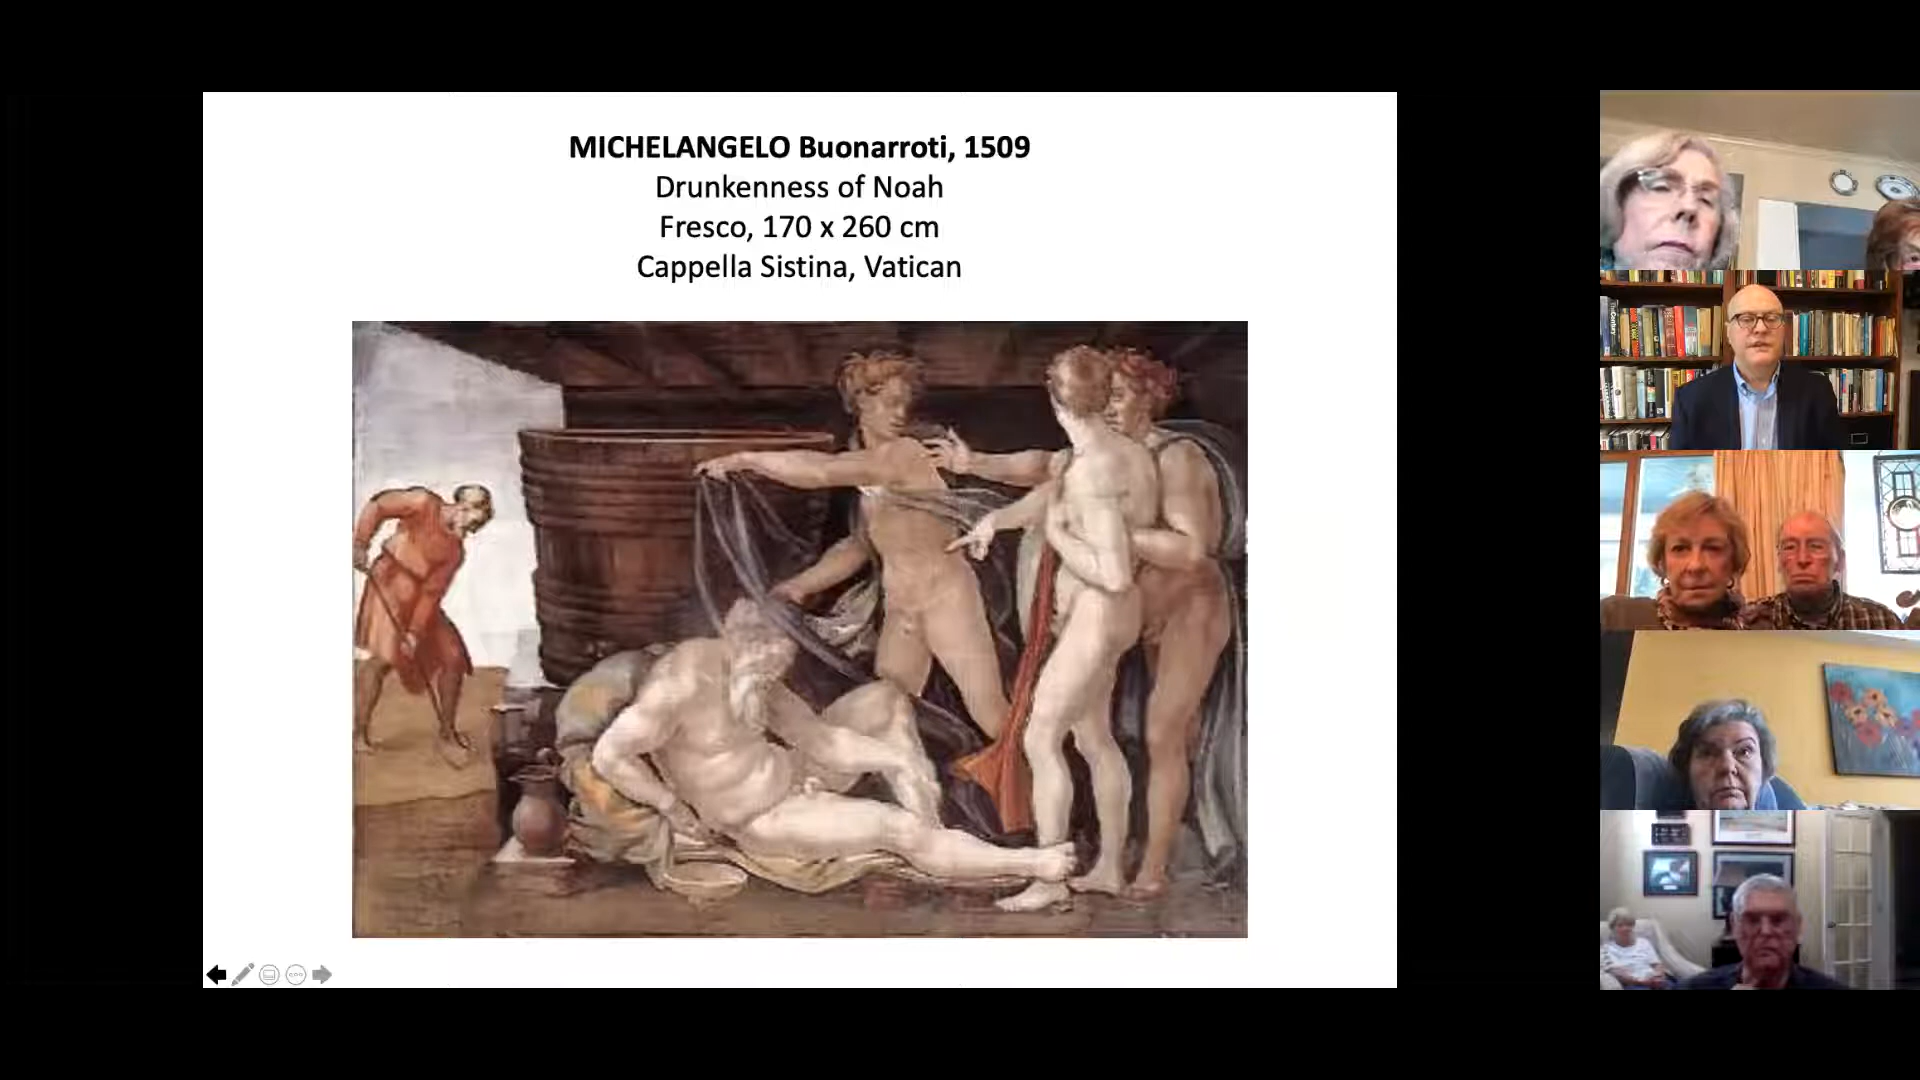 MICHELANGELO Buonarroti, 1509
Drunkenness of Noah
Fresco, 170 x 260 cm
Cappella Sistina, Vatican